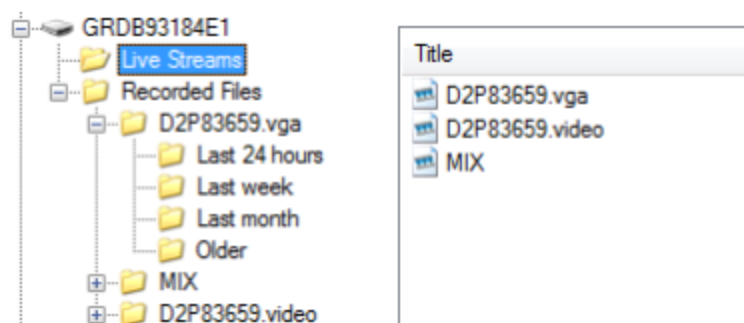 GRDB93184E1
Live Streams
Recorded Files
D2P83659.vga
Last 24 hours
Last week
Last month
Older
MIX
D2P83659.video
Title
D2P83659.vga
D2P83659.video
MIX